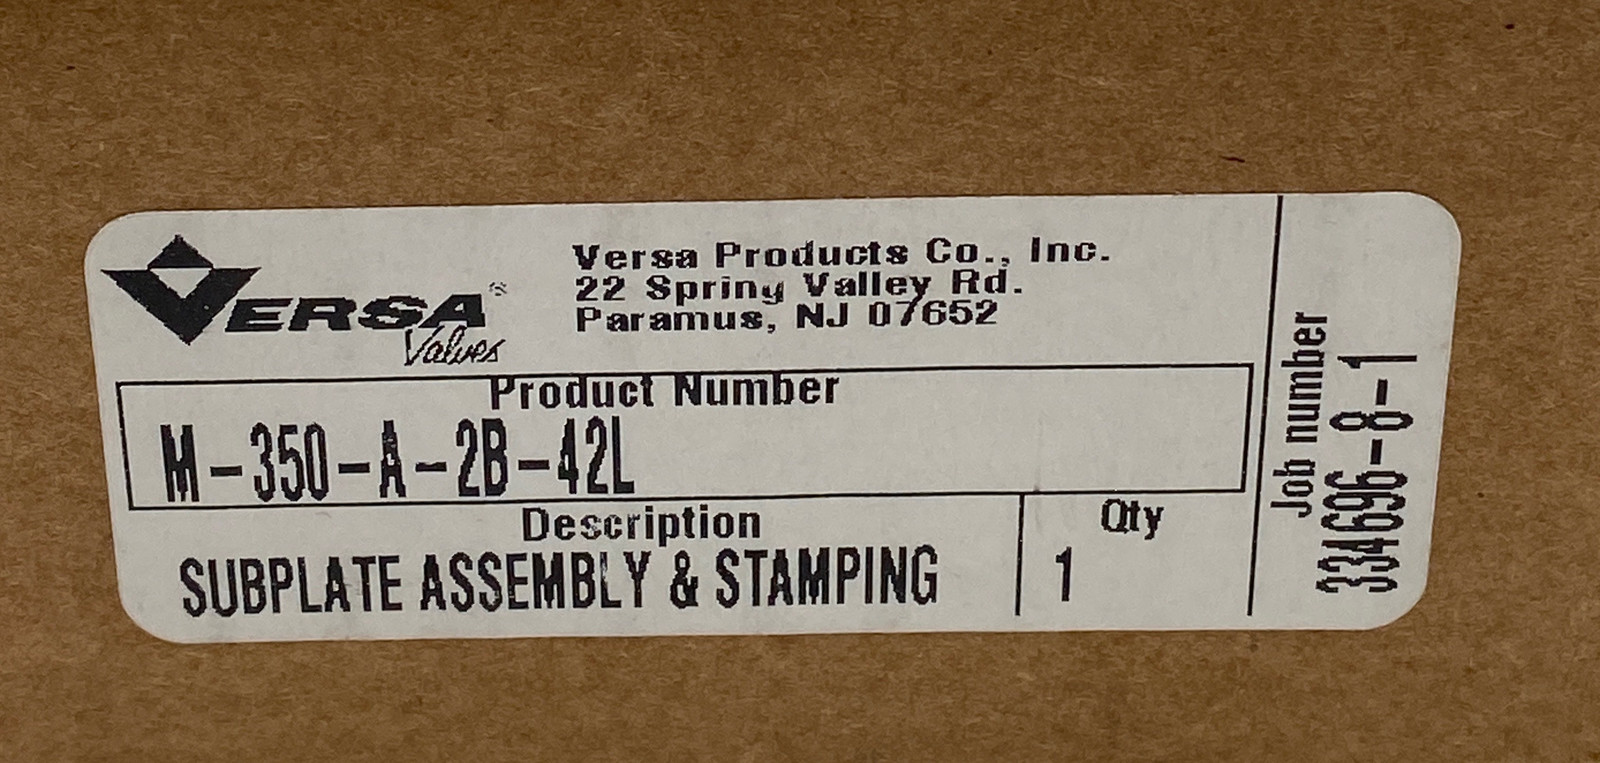 VERSA®
Valves
Versa Products Co., Inc.
22 Spring Valley Rd.
Paramus, NJ 07652
Product Number
M-350-A-2B-42L
Description
SUBPLATE ASSEMBLY & STAMPING
Qty
1
Job number
334696-8-1